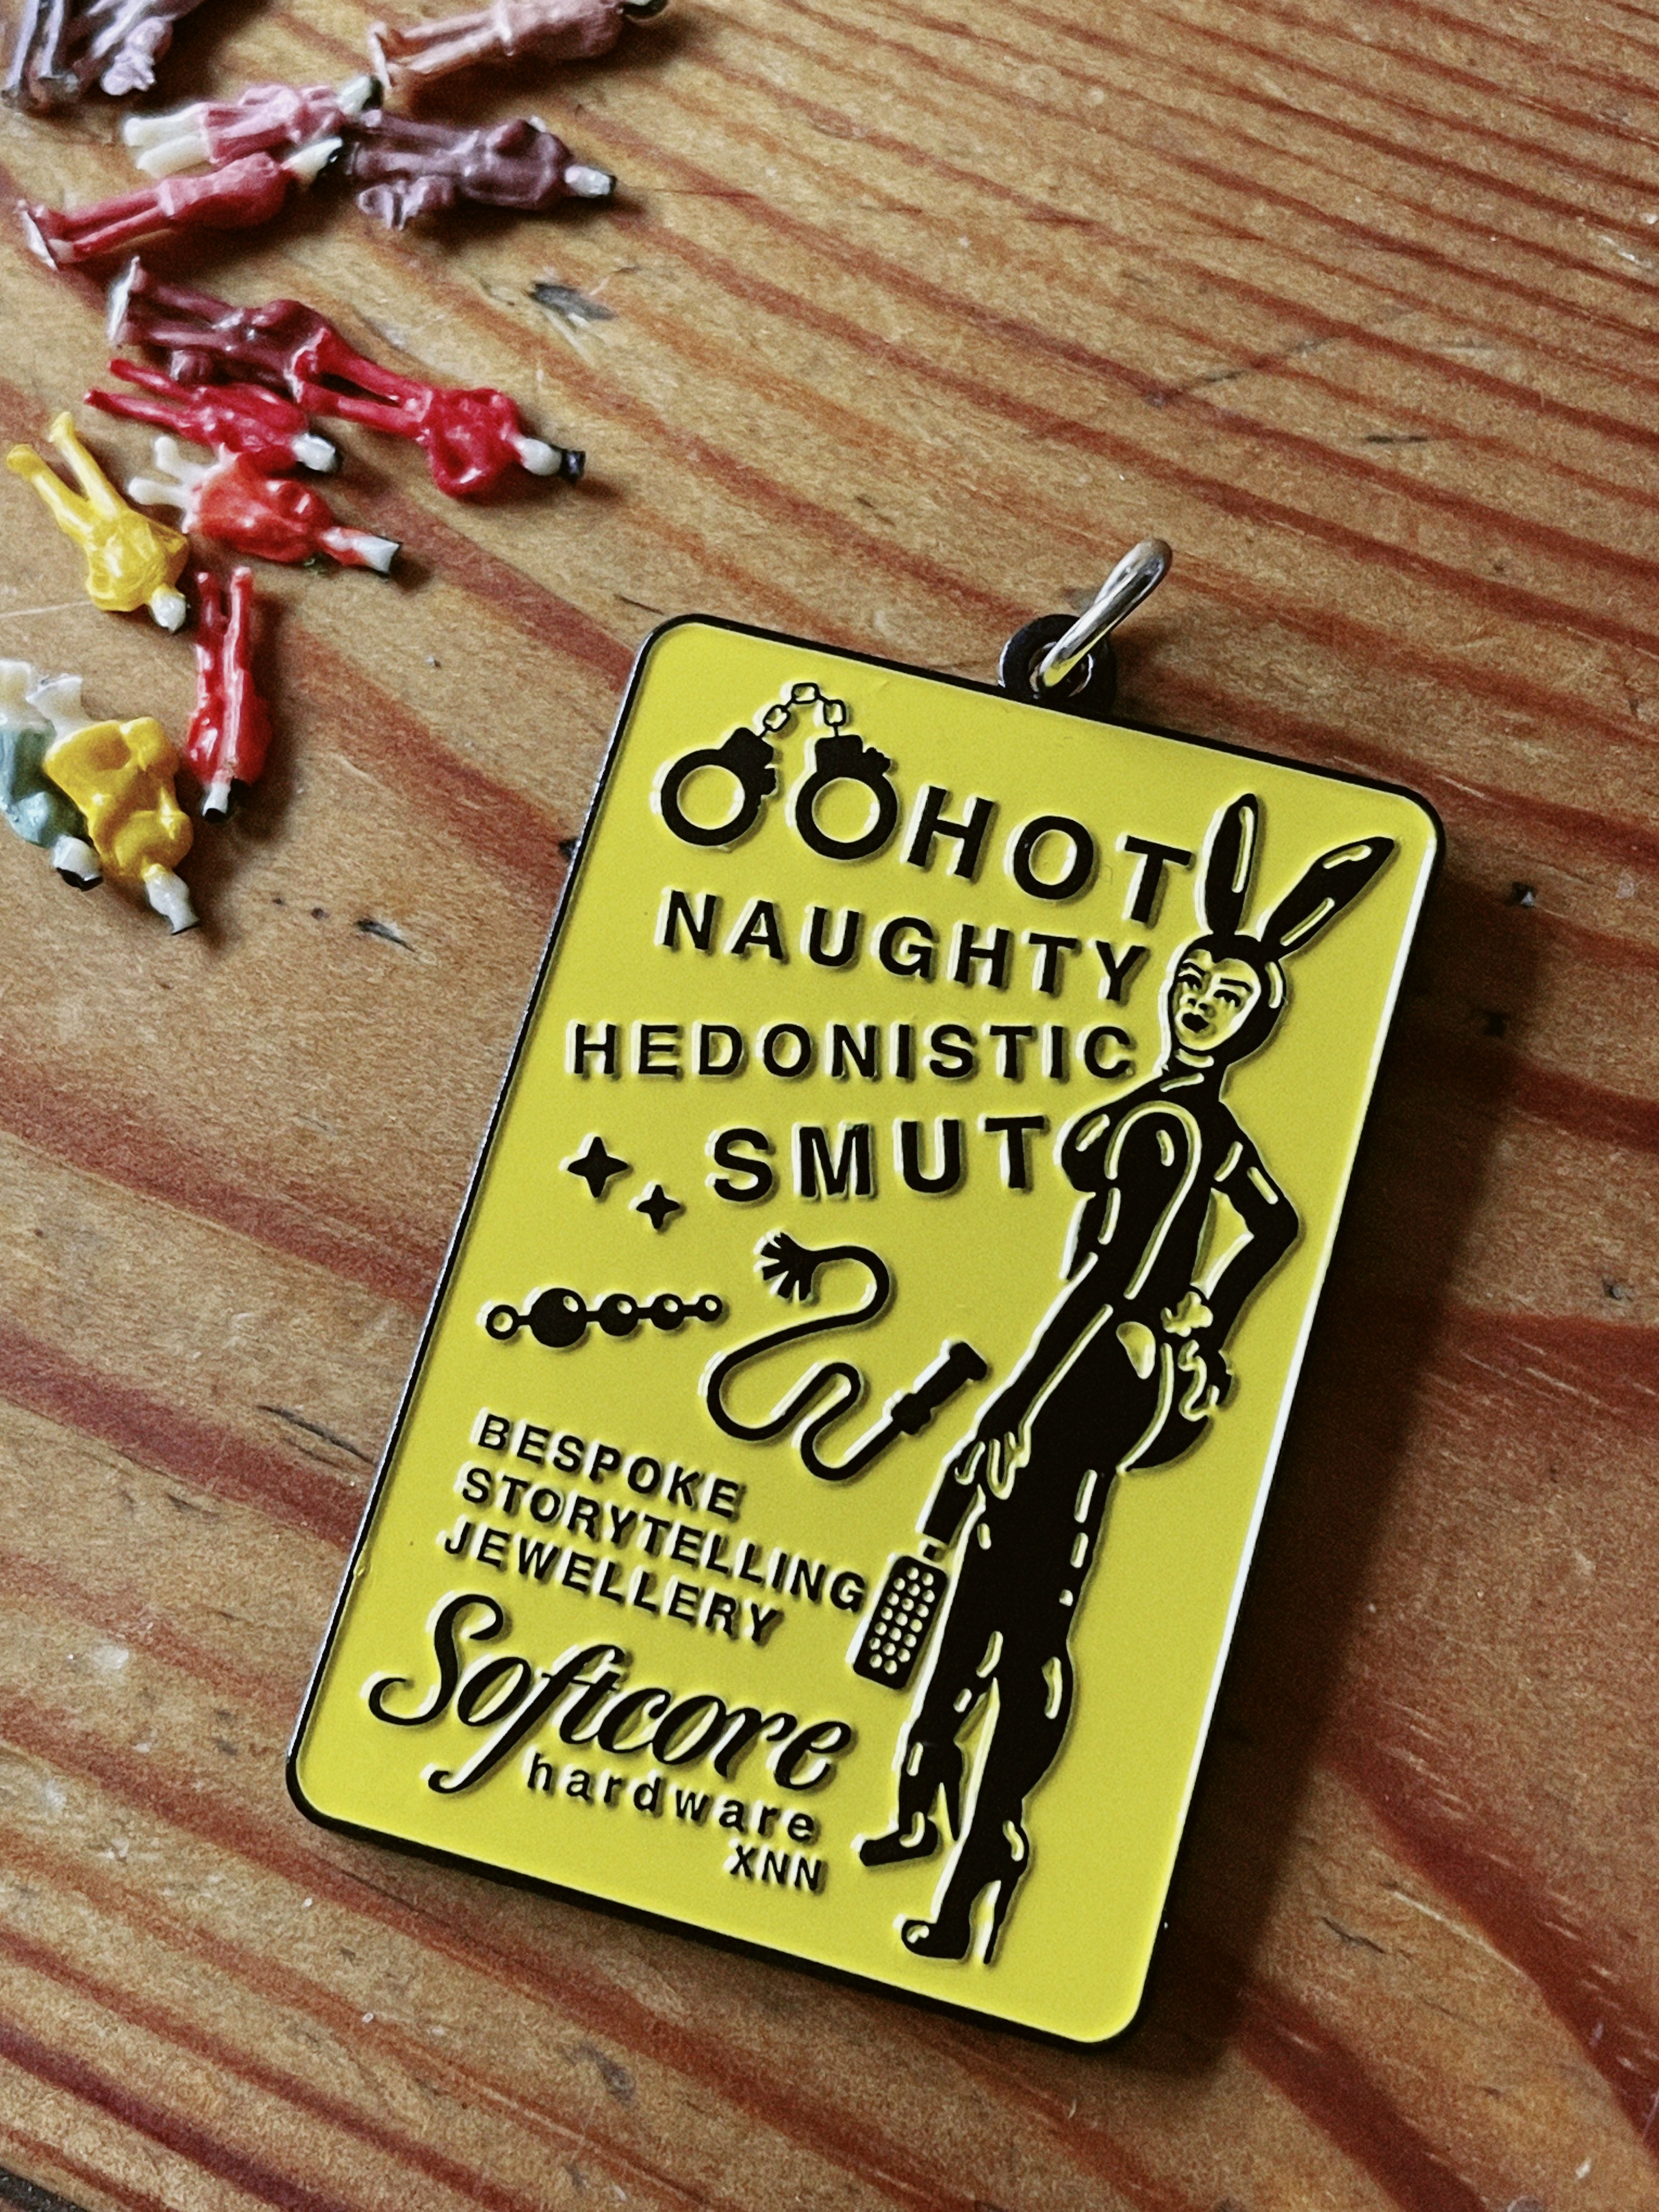 HOT
NAUGHTY
HEDONISTIC
SMUT
BESPOKE
STORYTELLING
JEWELLERY
Softcore
hardware
XNN